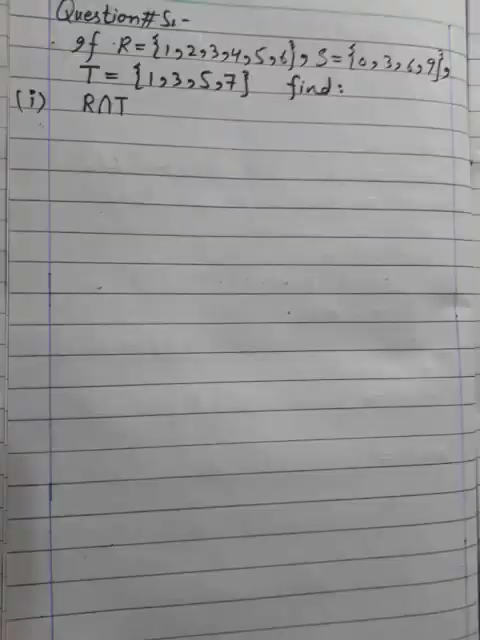 Question#5:-
If R={1,2,3,4,5,6}, S={0,3,6,9},
T={1,3,5,7} find:
(i) R∩T